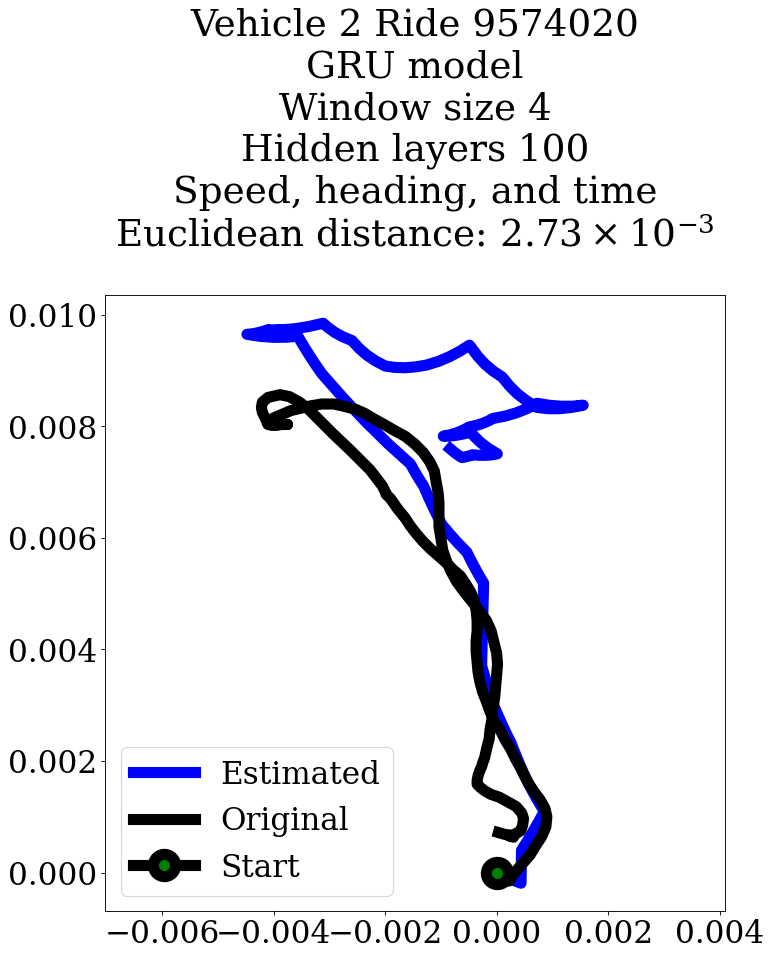 Vehicle 2 Ride 9574020
GRU model
Window size 4
Hidden layers 100
Speed, heading, and time
Euclidean distance: 2.73 × 10⁻³
0.010
0.008
0.006
0.004
0.002
0.000
Estimated
Original
Start
−0.006 −0.004 −0.002 0.000 0.002 0.004